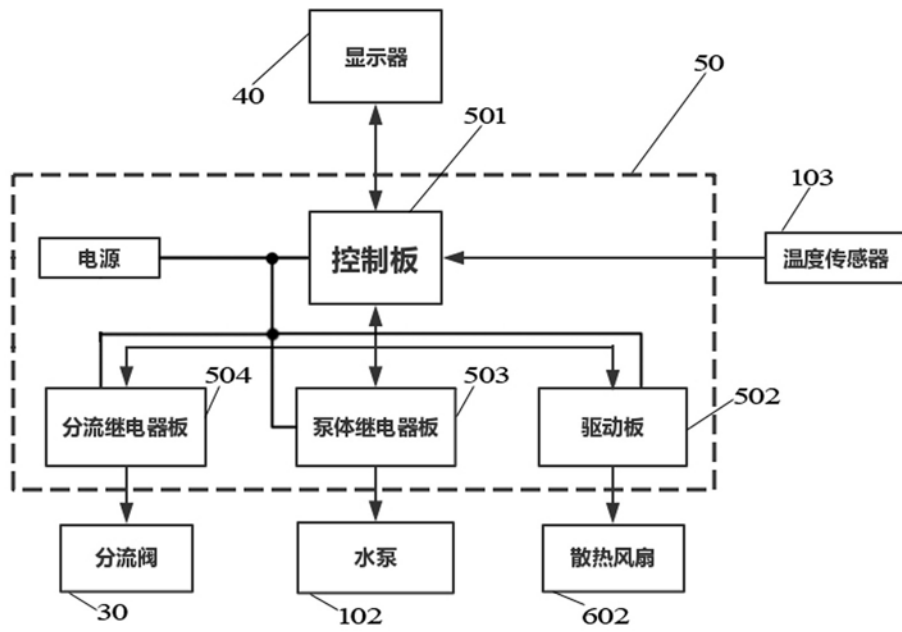 显示器
40
50
501
103
电源
控制板
温度传感器
504
503
502
分流继电器板
泵体继电器板
驱动板
分流阀
水泵
散热风扇
30
102
602